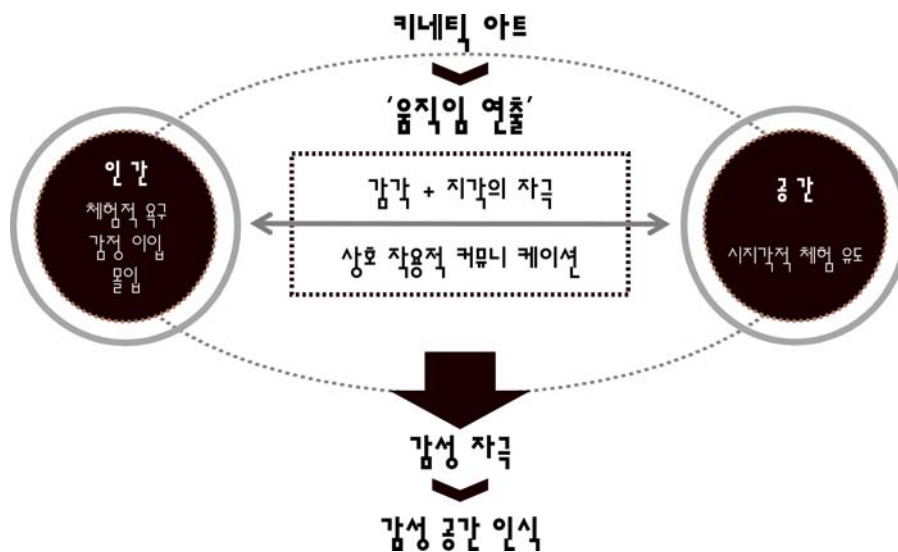 키네틱 아트
'움직임 연출'
인간
체험적 욕구
감정 이입
몰입
감각 + 지각의 자극
상호 작용적 커뮤니 케이션
공간
시지각적 체험 유도
감성 자극
감성 공간 인식